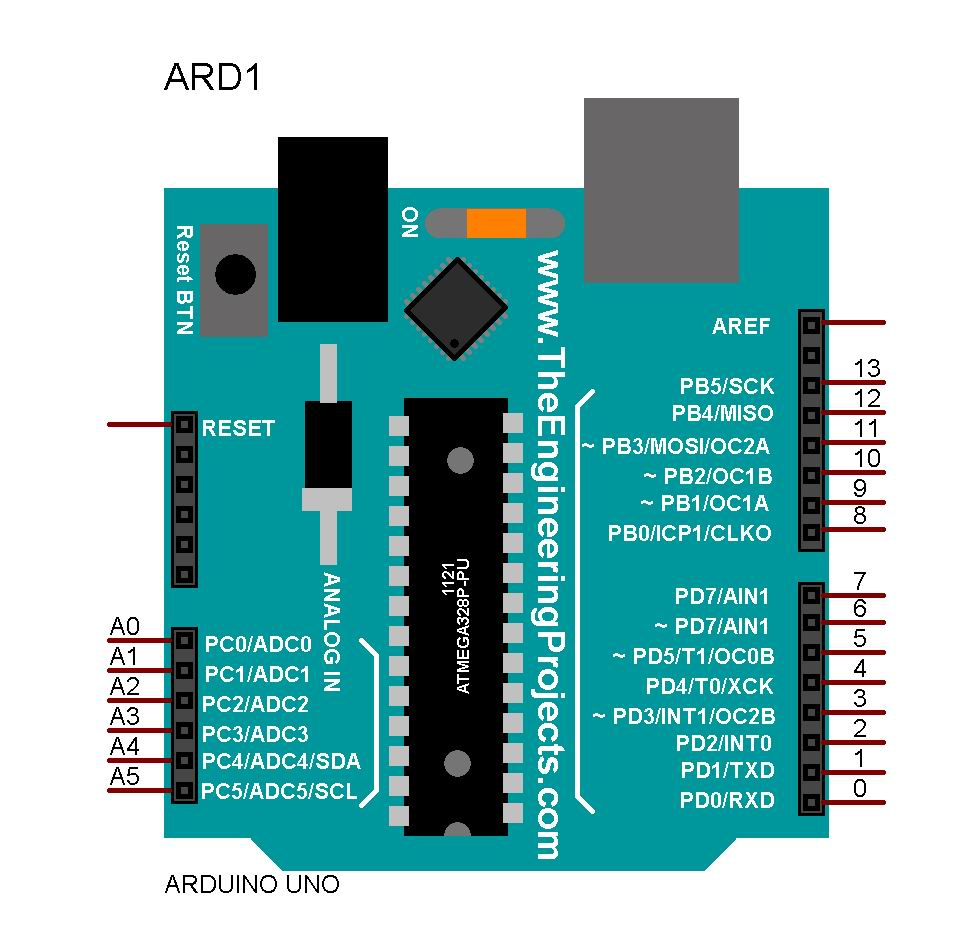 ARD1
ON
Reset BTN
www.TheEngineeringProjects.com
AREF
PB5/SCK
13
PB4/MISO
12
~ PB3/MOSI/OC2A
11
~ PB2/OC1B
10
~ PB1/OC1A
9
PB0/ICP1/CLKO
8
RESET
ANALOG IN
1121
ATMEGA328P-PU
PD7/AIN1
7
~ PD7/AIN1
6
~ PD5/T1/OC0B
5
PD4/T0/XCK
4
~ PD3/INT1/OC2B
3
PD2/INT0
2
PD1/TXD
1
PD0/RXD
0
A0
PC0/ADC0
A1
PC1/ADC1
A2
PC2/ADC2
A3
PC3/ADC3
A4
PC4/ADC4/SDA
A5
PC5/ADC5/SCL
ARDUINO UNO